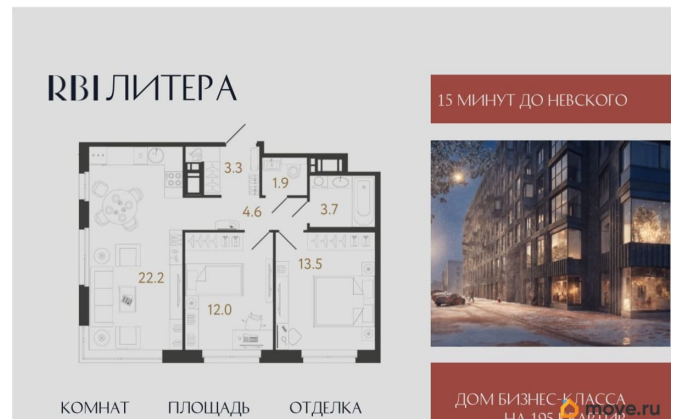 RBI ЛИТЕРА
15 МИНУТ ДО НЕВСКОГО
3.3
1.9
4.6
3.7
22.2
12.0
13.5
КОМНАТ ПЛОЩАДЬ ОТДЕЛКА
ДОМ БИЗНЕС-КЛАССА
НА 195
move.ru